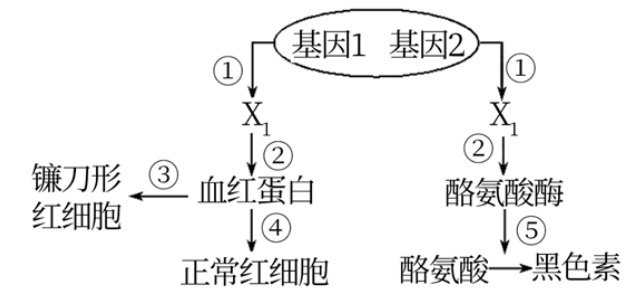 基因1 基因2
① ①
X1 X1
② ②
镰刀形
红细胞
③ 血红蛋白 酪氨酸酶
④ ⑤
正常红细胞 酪氨酸 黑色素